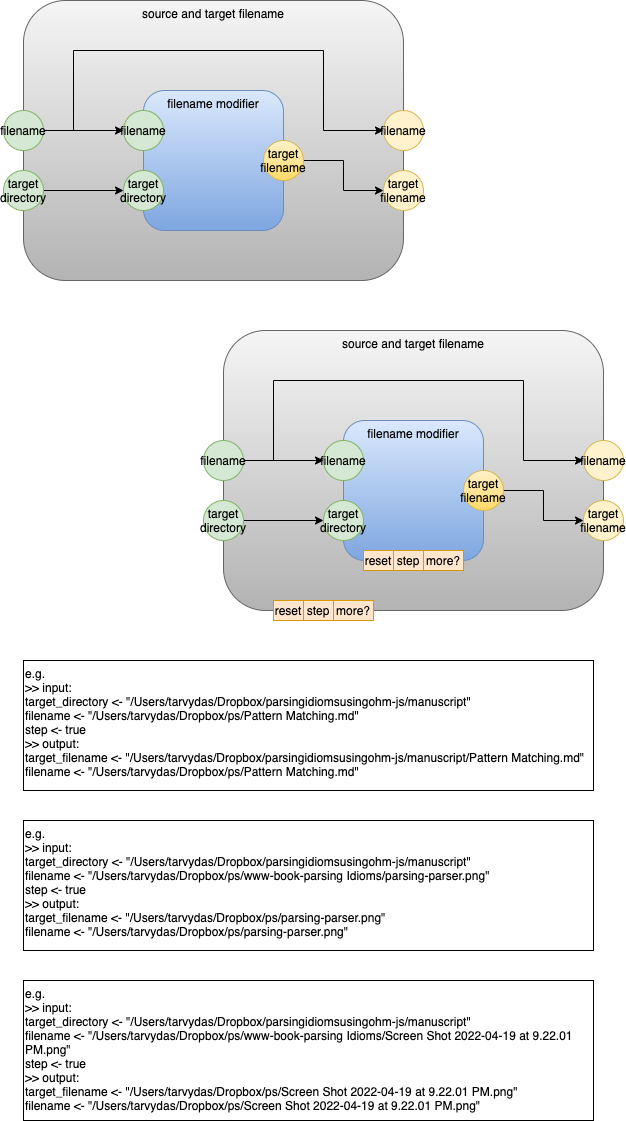 source and target filename
filename modifier
filename
filename
filename
target
filename
target
directory
target
directory
target
filename
source and target filename
filename modifier
filename
filename
filename
target
filename
target
directory
target
directory
target
filename
reset step more?
reset step more?
e.g.
>> input:
target_directory <- "/Users/tarvydas/Dropbox/parsingidiomsusingohm-js/manuscript"
filename <- "/Users/tarvydas/Dropbox/ps/Pattern Matching.md"
step <- true
>> output:
target_filename <- "/Users/tarvydas/Dropbox/parsingidiomsusingohm-js/manuscript/Pattern Matching.md"
filename <- "/Users/tarvydas/Dropbox/ps/Pattern Matching.md"
e.g.
>> input:
target_directory <- "/Users/tarvydas/Dropbox/parsingidiomsusingohm-js/manuscript"
filename <- "/Users/tarvydas/Dropbox/ps/www-book-parsing Idioms/parsing-parser.png"
step <- true
>> output:
target_filename <- "/Users/tarvydas/Dropbox/ps/parsing-parser.png"
filename <- "/Users/tarvydas/Dropbox/ps/parsing-parser.png"
e.g.
>> input:
target_directory <- "/Users/tarvydas/Dropbox/parsingidiomsusingohm-js/manuscript"
filename <- "/Users/tarvydas/Dropbox/ps/www-book-parsing Idioms/Screen Shot 2022-04-19 at 9.22.01
PM.png"
step <- true
>> output:
target_filename <- "/Users/tarvydas/Dropbox/ps/Screen Shot 2022-04-19 at 9.22.01 PM.png"
filename <- "/Users/tarvydas/Dropbox/ps/Screen Shot 2022-04-19 at 9.22.01 PM.png"